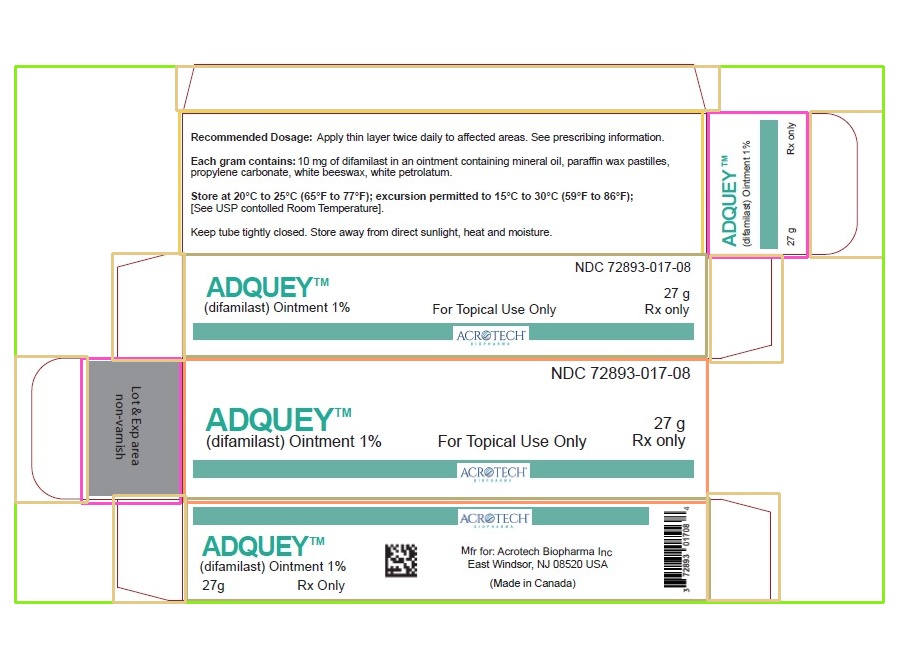 Recommended Dosage: Apply thin layer twice daily to affected areas. See prescribing information.
Each gram contains: 10 mg of difamilast in an ointment containing mineral oil, paraffin wax pastilles,
propylene carbonate, white beeswax, white petrolatum.
Store at 20°C to 25°C (65°F to 77°F); excursion permitted to 15°C to 30°C (59°F to 86°F);
[See USP contolled Room Temperature].
Keep tube tightly closed. Store away from direct sunlight, heat and moisture.
ADQUEY™
(difamilast) Ointment 1%
27 g Rx only
NDC 72893-017-08
ADQUEY™
(difamilast) Ointment 1%
For Topical Use Only
27 g
Rx only
ACROTECH
BIOPHARMA
Lot & Exp area
non-varnish
NDC 72893-017-08
ADQUEY™
(difamilast) Ointment 1%
For Topical Use Only
27 g
Rx only
ACROTECH
BIOPHARMA
ACROTECH
BIOPHARMA
ADQUEY™
(difamilast) Ointment 1%
27g Rx Only
Mfr for: Acrotech Biopharma Inc
East Windsor, NJ 08520 USA
(Made in Canada)
3 72893 01708 4